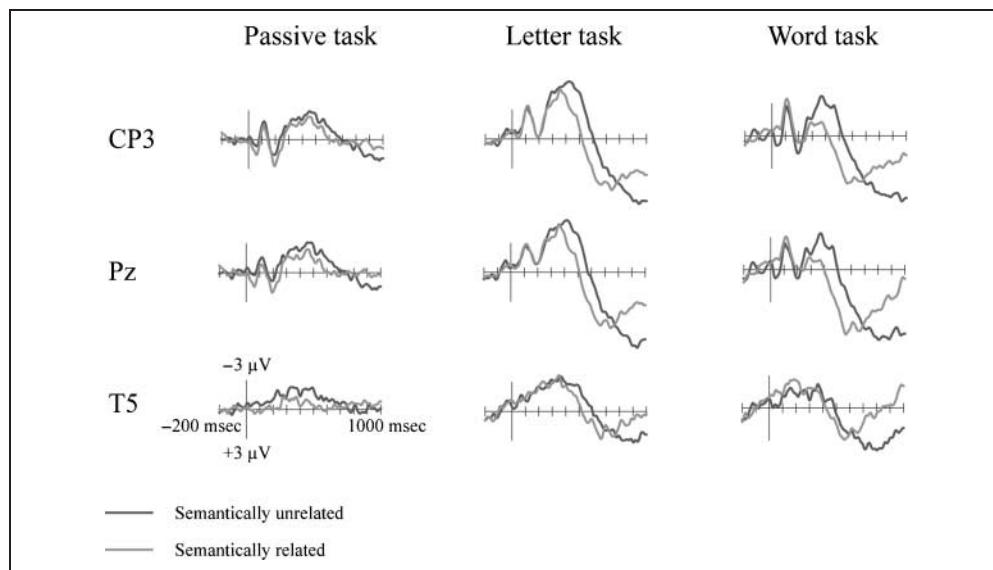 Passive task Letter task Word task
CP3
Pz
−3 µV
T5
−200 msec 1000 msec
+3 µV
Semantically unrelated
Semantically related